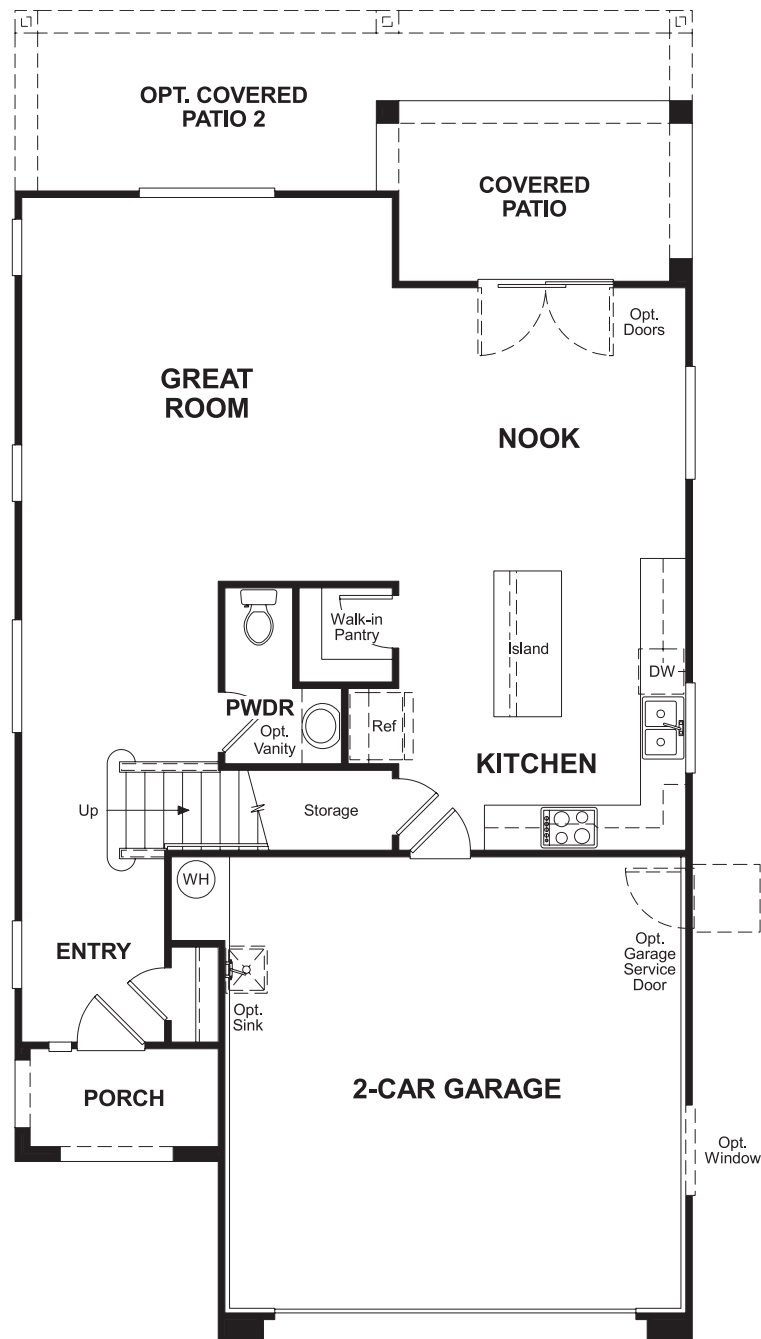 OPT. COVERED
PATIO 2
COVERED
PATIO
Opt.
Doors
GREAT
ROOM
NOOK
Walk-in
Pantry
Island
DW
PWDR
Opt.
Vanity
Ref
KITCHEN
Up
Storage
WH
ENTRY
Opt.
Sink
Opt.
Garage
Service
Door
PORCH
2-CAR GARAGE
Opt.
Window